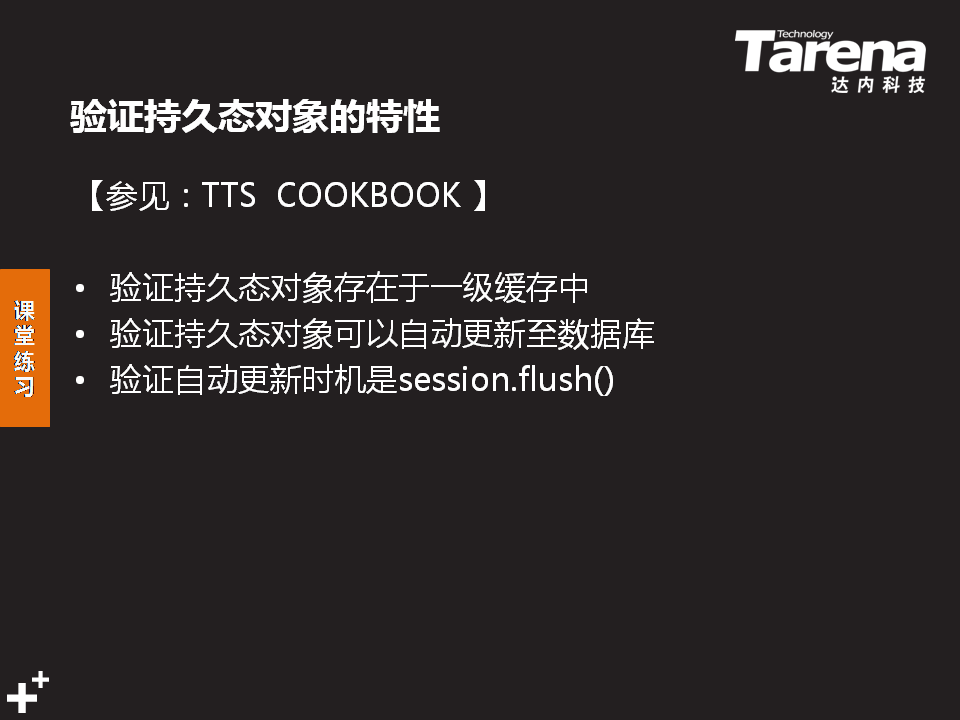 Technology
Tarena
达内科技
验证持久态对象的特性
【参见：TTS COOKBOOK 】
• 验证持久态对象存在于一级缓存中
• 验证持久态对象可以自动更新至数据库
• 验证自动更新时机是session.flush()
课堂练习